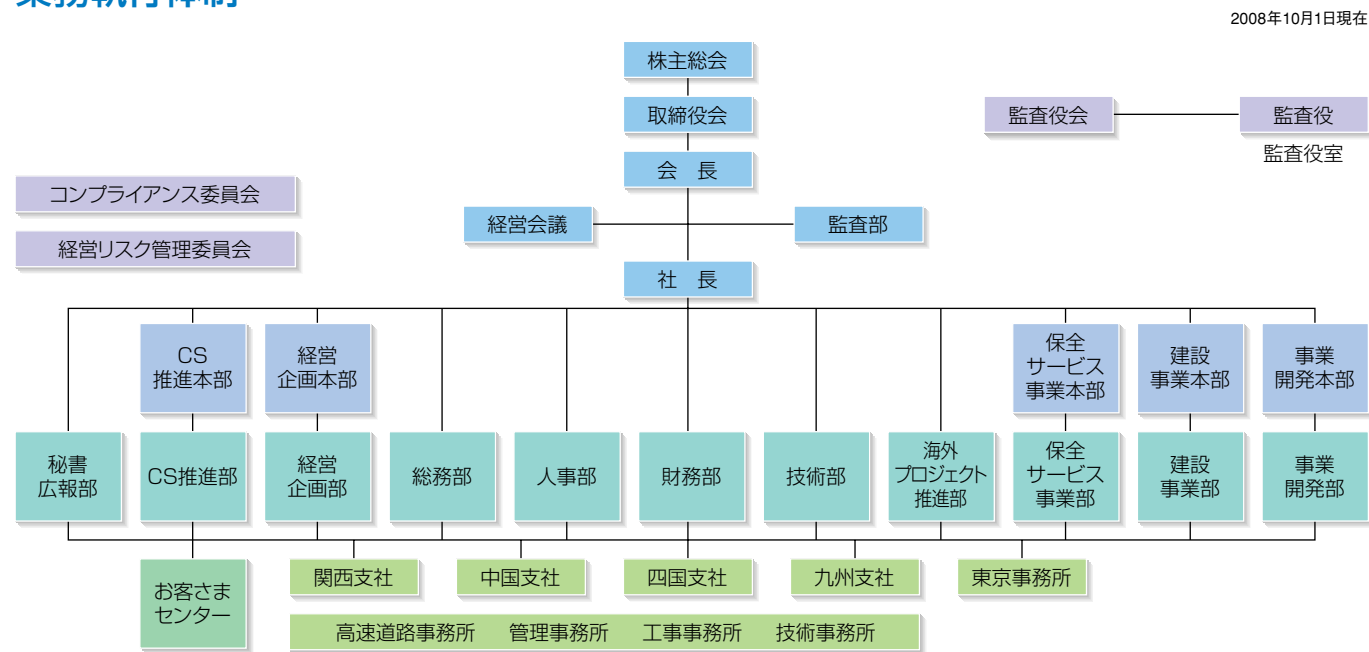 業務執行体制
2008年10月1日現在
株主総会
取締役会
会 長
監査役会
監査役
監査役室
コンプライアンス委員会
経営リスク管理委員会
経営会議
監査部
社 長
CS
推進本部
経営
企画本部
保全
サービス
事業本部
建設
事業本部
事業
開発本部
秘書
広報部
CS推進部
経営
企画部
総務部
人事部
財務部
技術部
海外
プロジェクト
推進部
保全
サービス
事業部
建設
事業部
事業
開発部
お客さま
センター
関西支社
中国支社
四国支社
九州支社
東京事務所
高速道路事務所 管理事務所 工事事務所 技術事務所